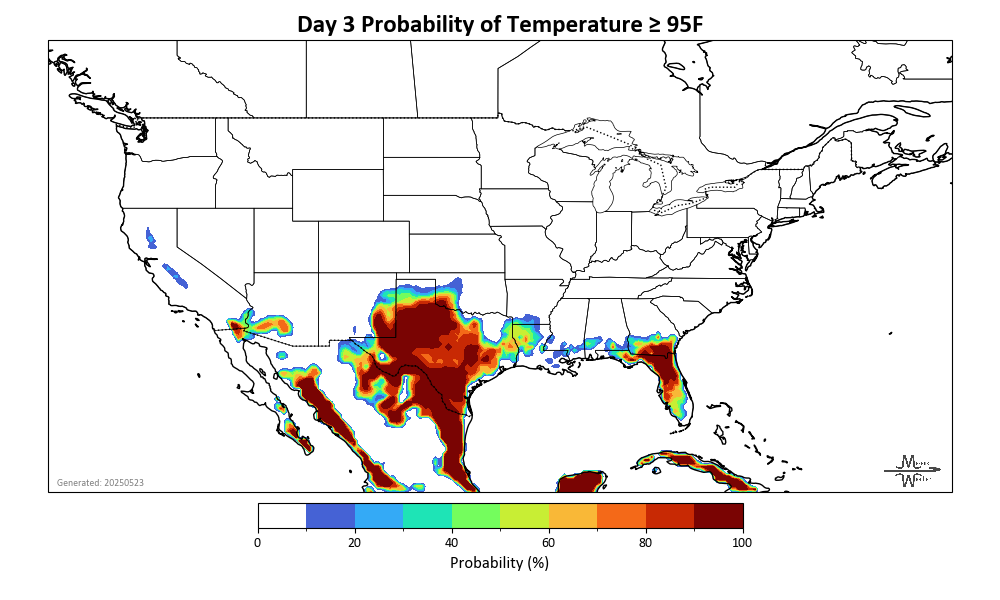 Day 3 Probability of Temperature ≥ 95F
Generated: 20250523
0 20 40 60 80 100
Probability (%)